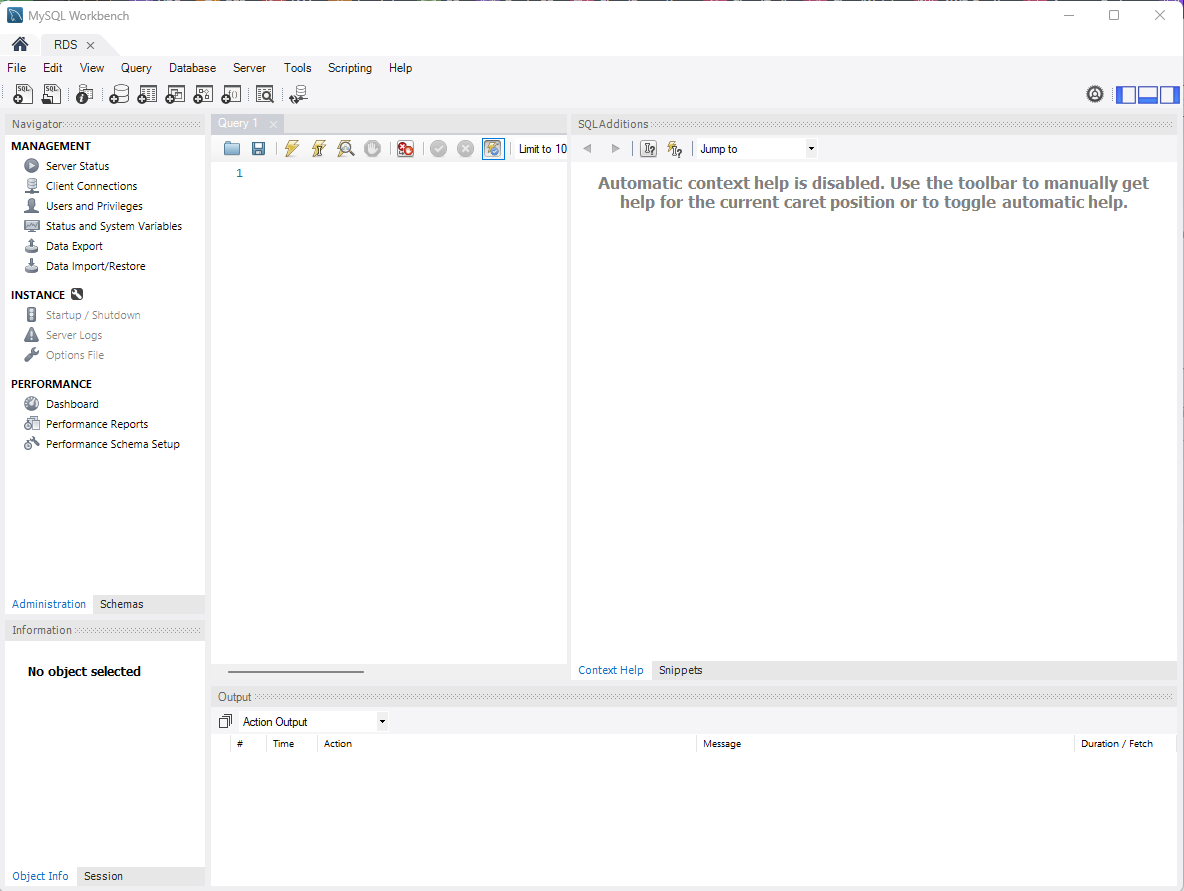 MySQL Workbench
RDS
File Edit View Query Database Server Tools Scripting Help
Navigator
MANAGEMENT
Server Status
Client Connections
Users and Privileges
Status and System Variables
Data Export
Data Import/Restore
INSTANCE
Startup / Shutdown
Server Logs
Options File
PERFORMANCE
Dashboard
Performance Reports
Performance Schema Setup
Administration Schemas
Information
No object selected
Object Info Session
Query 1
Limit to 10
1
SQLAdditions
Jump to
Automatic context help is disabled. Use the toolbar to manually get
help for the current caret position or to toggle automatic help.
Context Help Snippets
Output
Action Output
# Time Action Message Duration / Fetch